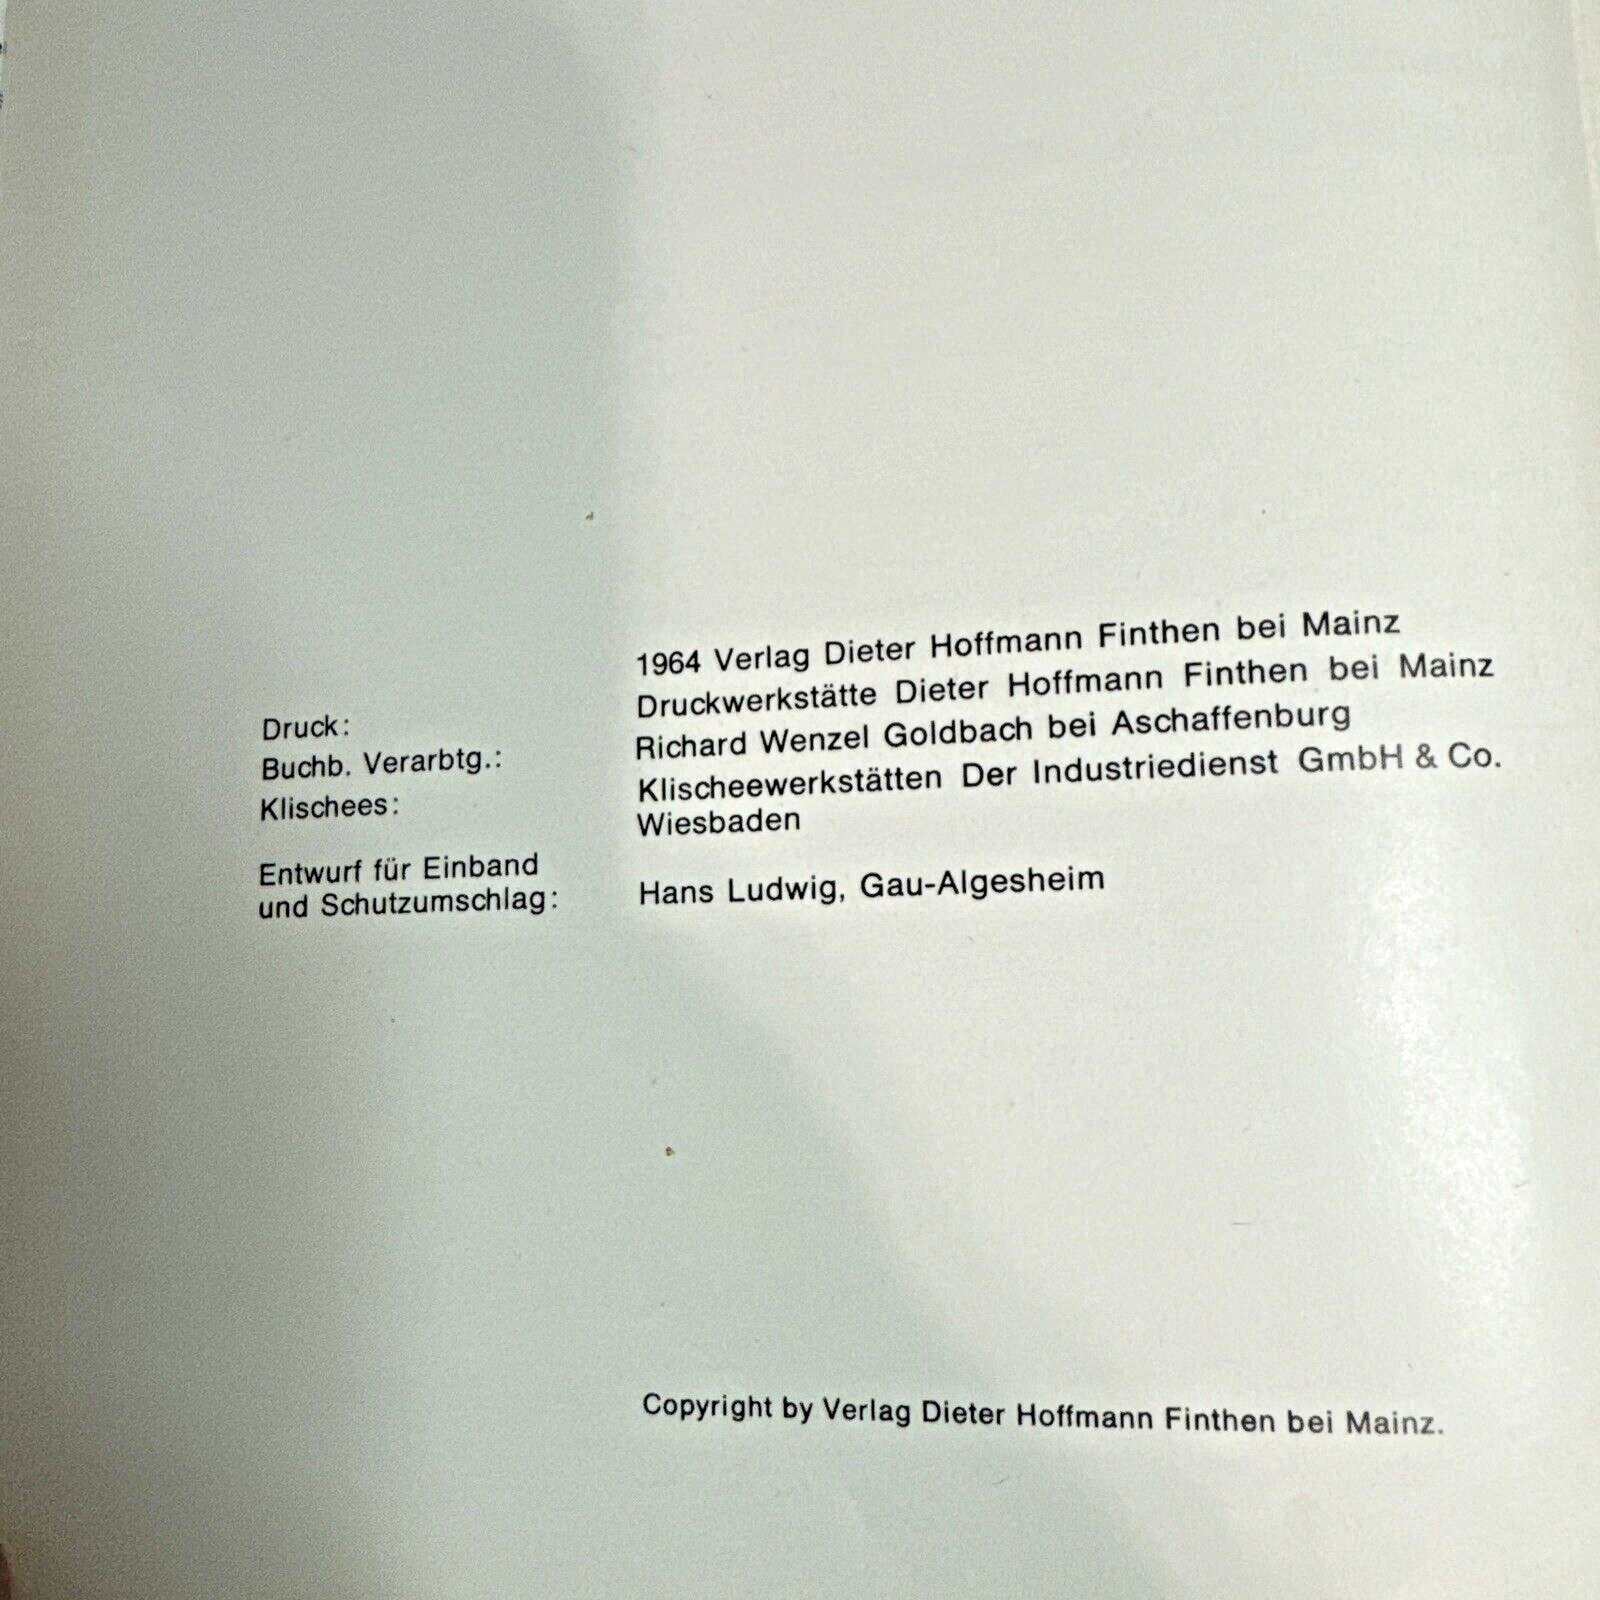 1964 Verlag Dieter Hoffmann Finthen bei Mainz
Druck: Druckwerkstätte Dieter Hoffmann Finthen bei Mainz
Buchb. Verarbtg.: Richard Wenzel Goldbach bei Aschaffenburg
Klischees: Klischeewerkstätten Der Industriedienst GmbH & Co.
Wiesbaden
Entwurf für Einband
und Schutzumschlag: Hans Ludwig, Gau-Algesheim
Copyright by Verlag Dieter Hoffmann Finthen bei Mainz.